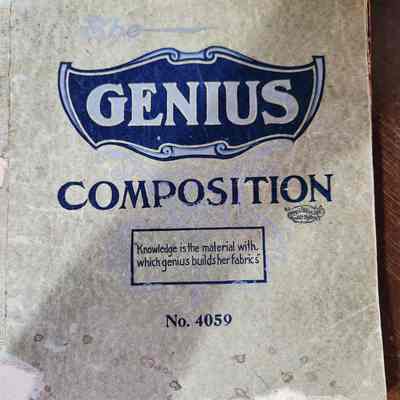 The
GENIUS
COMPOSITION
"Knowledge is the material with.
which genius builds her fabrics"
No. 4059